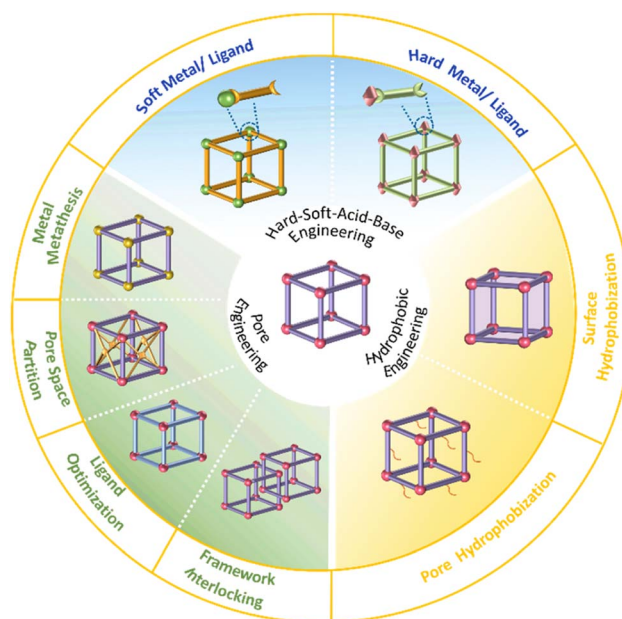 Soft Metal/ Ligand
Hard Metal/ Ligand
Metal
Metathesis
Pore Space
Partition
Ligand
Optimization
Framework
Interlocking
Pore Hydrophobization
Surface
Hydrophobization
Hard-Soft-Acid-Base
Engineering
Pore
Engineering
Hydrophobic
Engineering